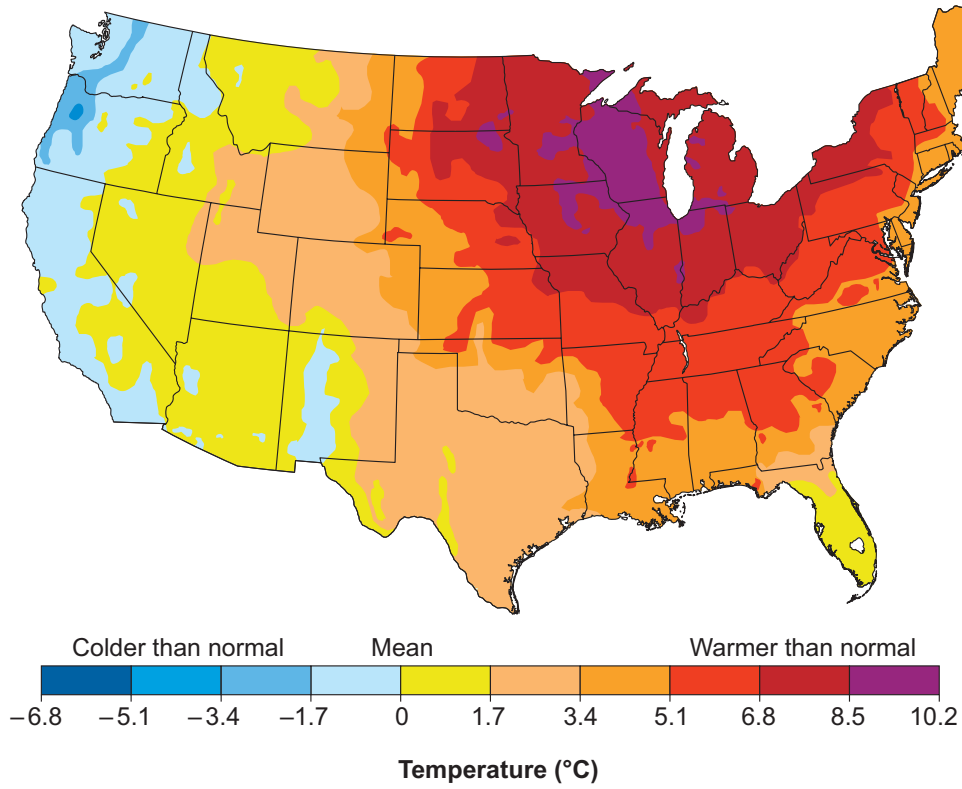 Colder than normal Mean Warmer than normal
−6.8 −5.1 −3.4 −1.7 0 1.7 3.4 5.1 6.8 8.5 10.2
Temperature (°C)